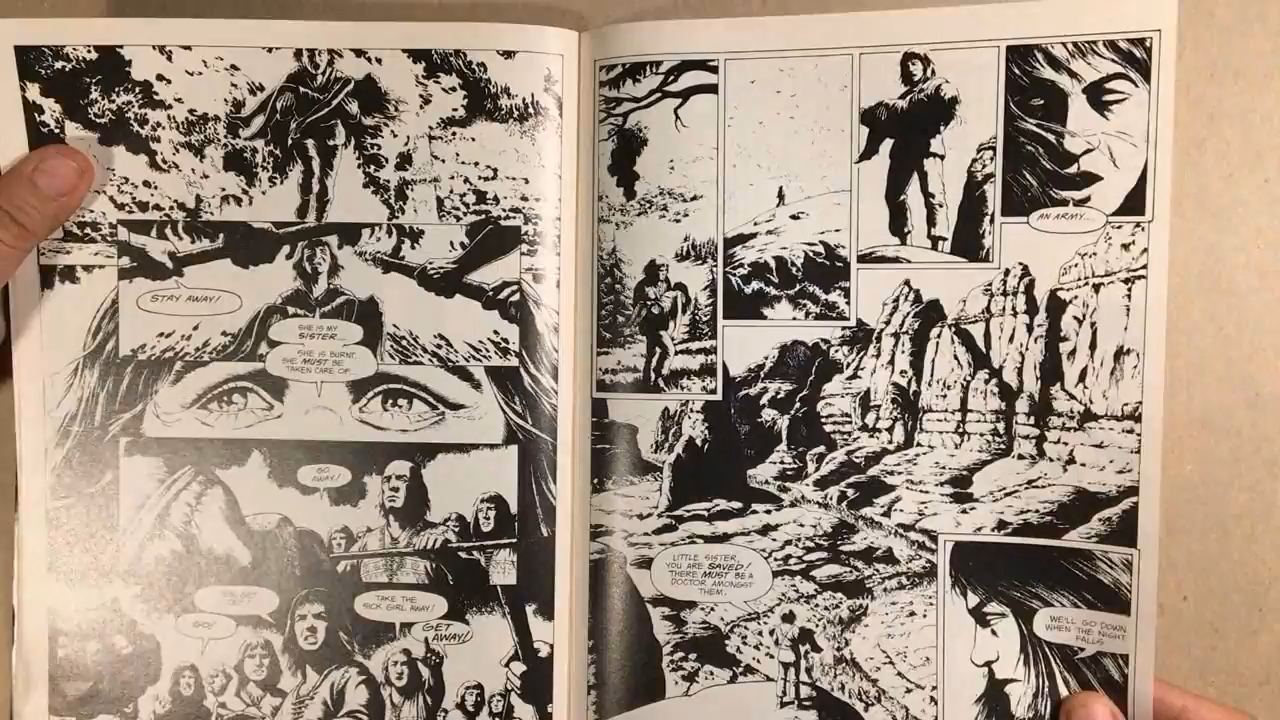 STAY AWAY!
SHE IS MY
SISTER...
SHE IS BURNT.
SHE MUST BE
TAKEN CARE OF...
GO
AWAY!
GO!
TAKE THE
SICK GIRL AWAY!
GET
AWAY!
AN ARMY...
LITTLE SISTER,
YOU ARE SAVED!
THERE MUST BE A
DOCTOR AMONGST
THEM.
WE'LL GO DOWN
WHEN THE NIGHT
FALLS